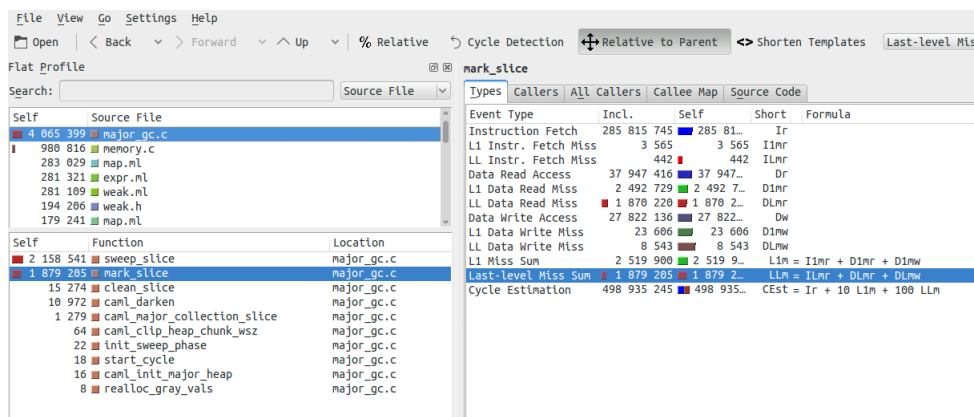 File View Go Settings Help
Open < Back > Forward Up % Relative Cycle Detection Relative to Parent <> Shorten Templates Last-level Mis
Flat Profile
Search: Source File
Self Source File
4 065 399 major_gc.c
980 816 memory.c
283 029 map.ml
281 321 expr.ml
281 109 weak.ml
194 206 weak.h
179 241 map.ml
Self Function Location
2 158 541 sweep_slice major_gc.c
1 879 205 mark_slice major_gc.c
15 274 clean_slice major_gc.c
10 972 caml_darken major_gc.c
1 279 caml_major_collection_slice major_gc.c
64 caml_clip_heap_chunk_wsz major_gc.c
22 init_sweep_phase major_gc.c
18 start_cycle major_gc.c
16 caml_init_major_heap major_gc.c
8 realloc_gray_vals major_gc.c
mark_slice
Types Callers All Callers Callee Map Source Code
Event Type Incl. Self Short Formula
Instruction Fetch 285 815 745 285 81... Ir
L1 Instr. Fetch Miss 3 565 3 565 I1mr
LL Instr. Fetch Miss 442 442 ILmr
Data Read Access 37 947 416 37 947... Dr
L1 Data Read Miss 2 492 729 2 492 7... D1mr
LL Data Read Miss 1 870 220 1 870 2... DLmr
Data Write Access 27 822 136 27 822... Dw
L1 Data Write Miss 23 606 23 606 D1mw
LL Data Write Miss 8 543 8 543 DLmw
L1 Miss Sum 2 519 900 2 519 9... L1m = I1mr + D1mr + D1mw
Last-level Miss Sum 1 879 205 1 879 2... LLm = ILmr + DLmr + DLmw
Cycle Estimation 498 935 245 498 935... CEst = Ir + 10 L1m + 100 LLm